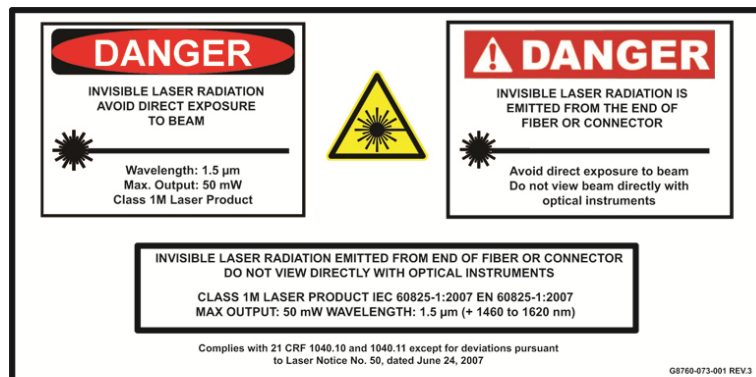 DANGER
INVISIBLE LASER RADIATION
AVOID DIRECT EXPOSURE
TO BEAM
Wavelength: 1.5 µm
Max. Output: 50 mW
Class 1M Laser Product
DANGER
INVISIBLE LASER RADIATION IS
EMITTED FROM THE END OF
FIBER OR CONNECTOR
Avoid direct exposure to beam
Do not view beam directly with
optical instruments
INVISIBLE LASER RADIATION EMITTED FROM END OF FIBER OR CONNECTOR
DO NOT VIEW DIRECTLY WITH OPTICAL INSTRUMENTS
CLASS 1M LASER PRODUCT IEC 60825-1:2007 EN 60825-1:2007
MAX OUTPUT: 50 mW WAVELENGTH: 1.5 µm (+ 1460 to 1620 nm)
Complies with 21 CRF 1040.10 and 1040.11 except for deviations pursuant
to Laser Notice No. 50, dated June 24, 2007
G8760-073-001 REV.3